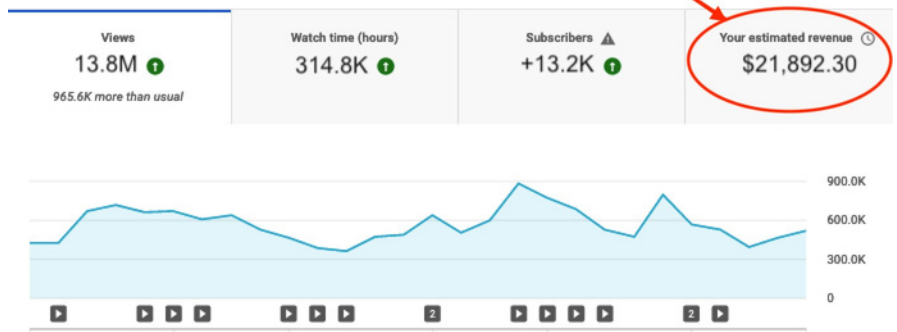 Views
13.8M
965.6K more than usual
Watch time (hours)
314.8K
Subscribers
+13.2K
Your estimated revenue
$21,892.30
900.0K
600.0K
300.0K
0
2
2